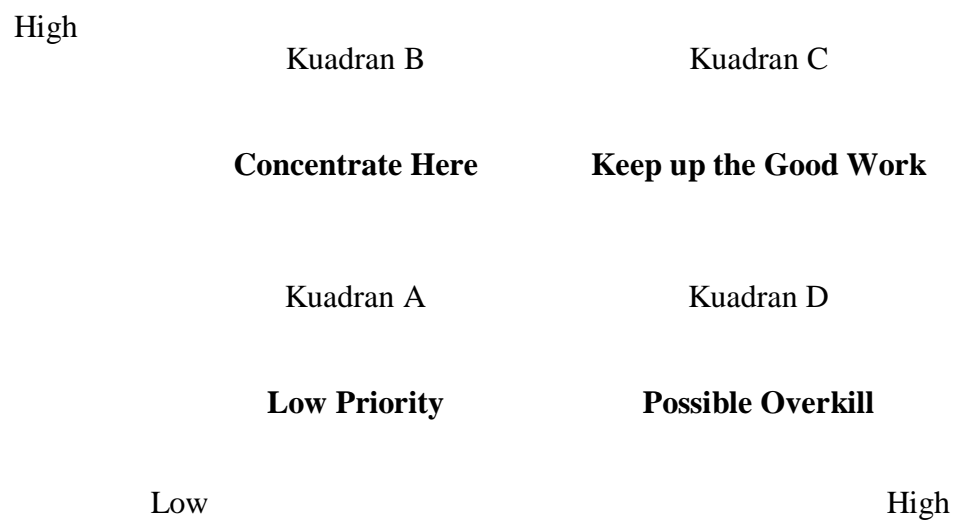 High
Kuadran B Kuadran C
Concentrate Here Keep up the Good Work
Kuadran A Kuadran D
Low Priority Possible Overkill
Low High